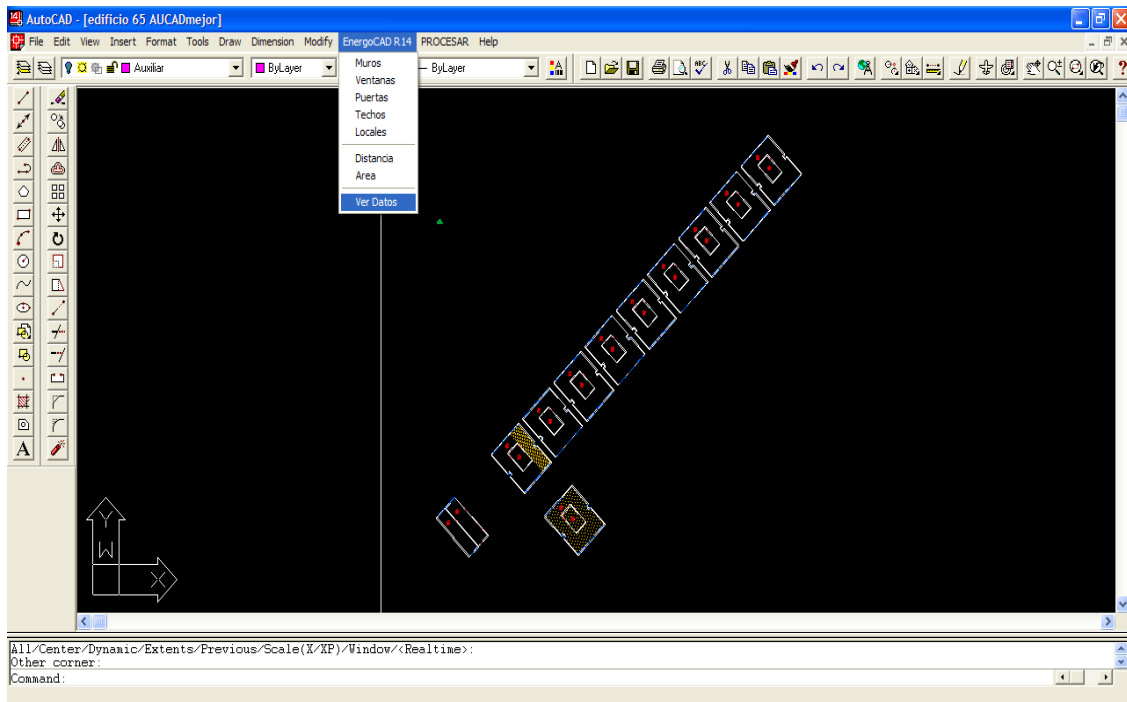 AutoCAD - [edificio 65 AUCADmejor]
File Edit View Insert Format Tools Draw Dimension Modify EnergoCAD R14 PROCESAR Help
Auxiliar ByLayer ByLayer
Muros
Ventanas
Puertas
Techos
Locales
Distancia
Area
Ver Datos
A
Y
W
X
All/Center/Dynamic/Extents/Previous/Scale(X/XP)/Window/<Realtime>:
Other corner:
Command: